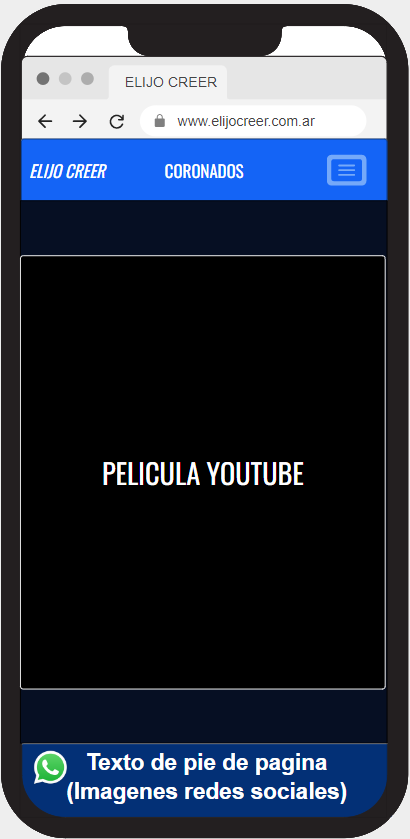 ELIJO CREER
www.elijocreer.com.ar
ELIJO CREER
CORONADOS
PELICULA YOUTUBE
Texto de pie de pagina
(Imagenes redes sociales)